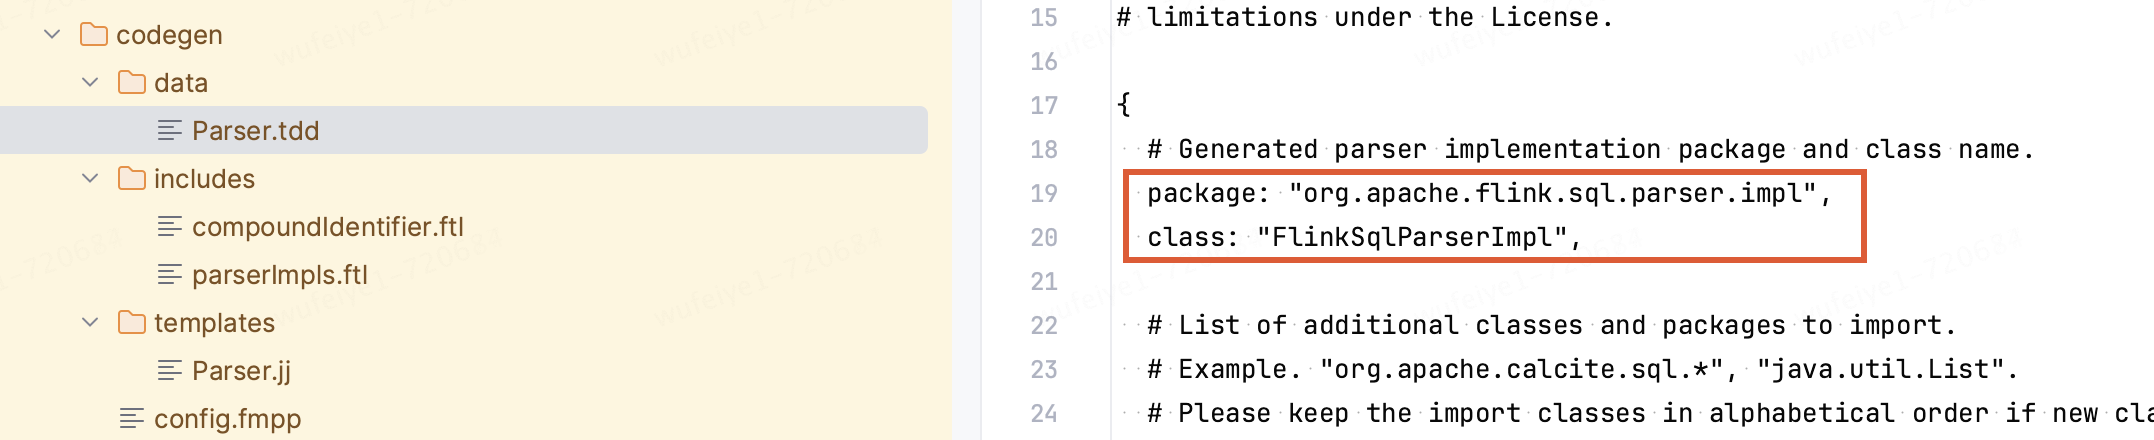 codegen
data
Parser.tdd
includes
compoundIdentifier.ftl
parserImpls.ftl
templates
Parser.jj
config.fmpp
15 # limitations under the License.
16
17 {
18 # Generated parser implementation package and class name.
19 package: "org.apache.flink.sql.parser.impl",
20 class: "FlinkSqlParserImpl",
21
22 # List of additional classes and packages to import.
23 # Example. "org.apache.calcite.sql.*", "java.util.List".
24 # Please keep the import classes in alphabetical order if new
wufeiye1-720684